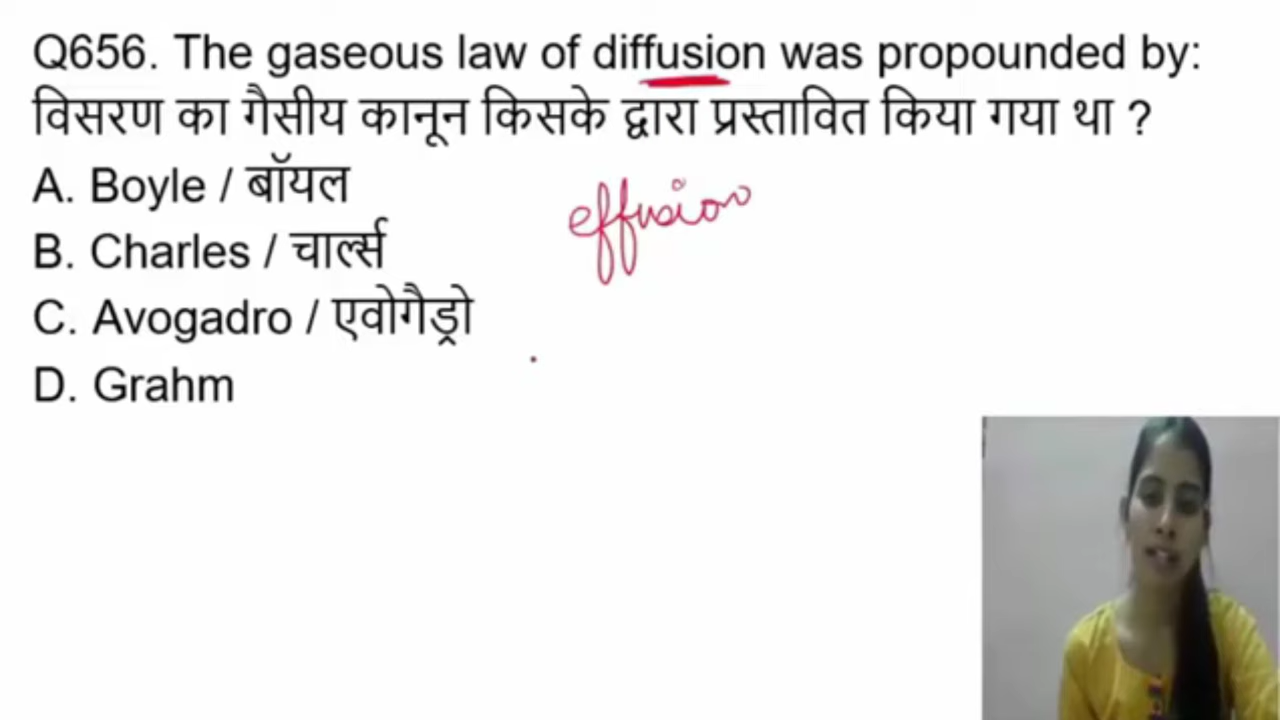 Q656. The gaseous law of diffusion was propounded by:
विसरण का गैसीय कानून किसके द्वारा प्रस्तावित किया गया था ?
A. Boyle / बॉयल
effusion
B. Charles / चार्ल्स
C. Avogadro / एवोगैड्रो
D. Grahm